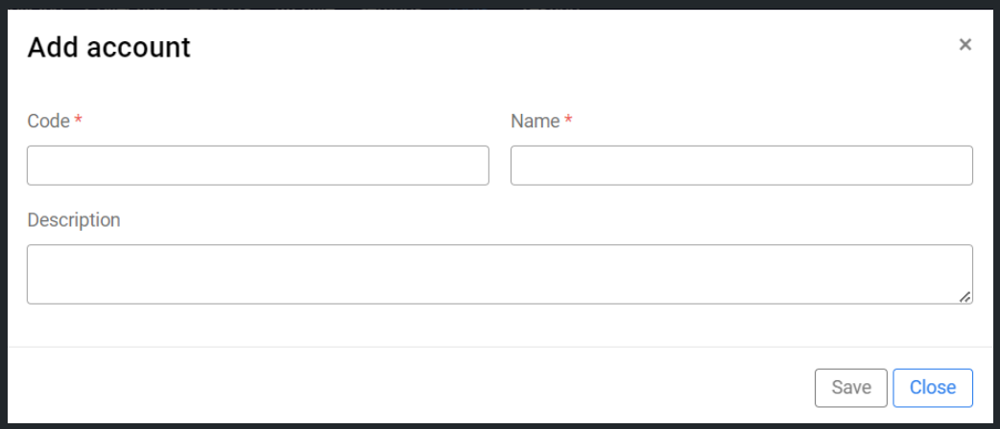 Add account
×
Code *
Name *
Description
Save
Close